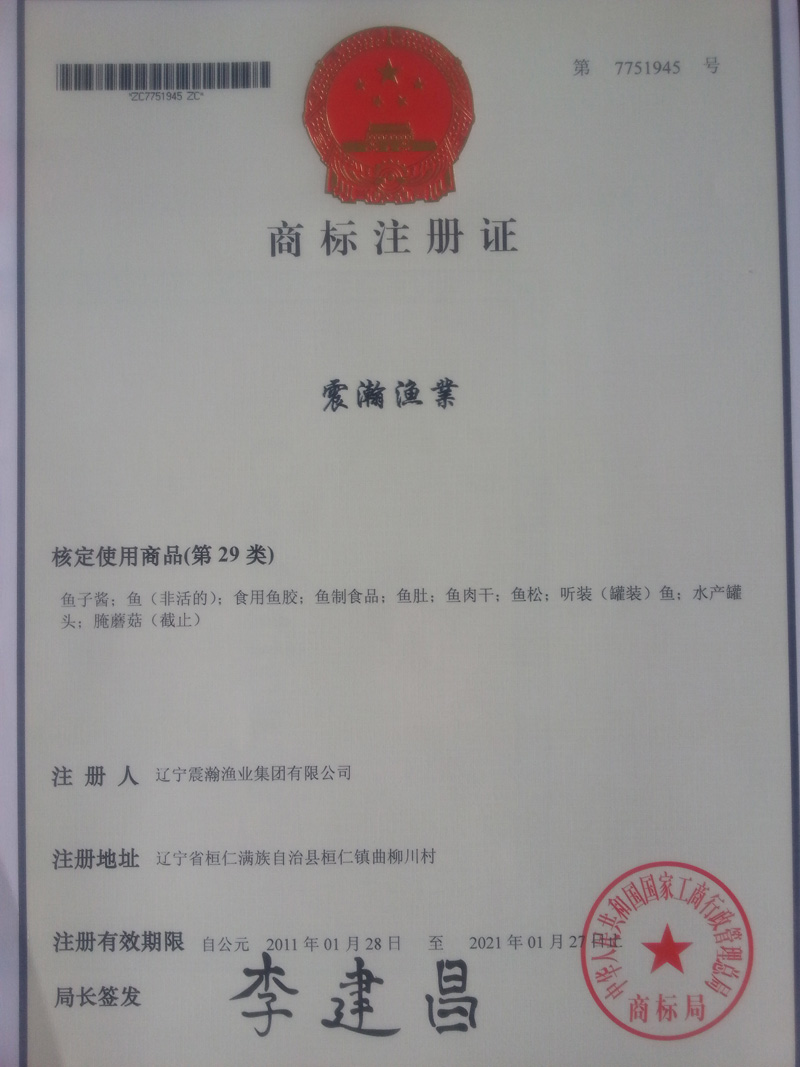 *ZC7751945 ZC*
第 7751945 号
商标注册证
震瀚渔業
核定使用商品(第 29 类)
鱼子酱；鱼（非活的）；食用鱼胶；鱼制食品；鱼肚；鱼肉干；鱼松；听装（罐装）鱼；水产罐
头；腌蘑菇（截止）
注 册 人 辽宁震瀚渔业集团有限公司
注册地址 辽宁省桓仁满族自治县桓仁镇曲柳川村
注册有效期限 自公元 2011 年 01 月 28 日 至 2021 年 01 月 27 日止
局长签发 李建昌
中华人民共和国国家工商行政管理总局
商标局